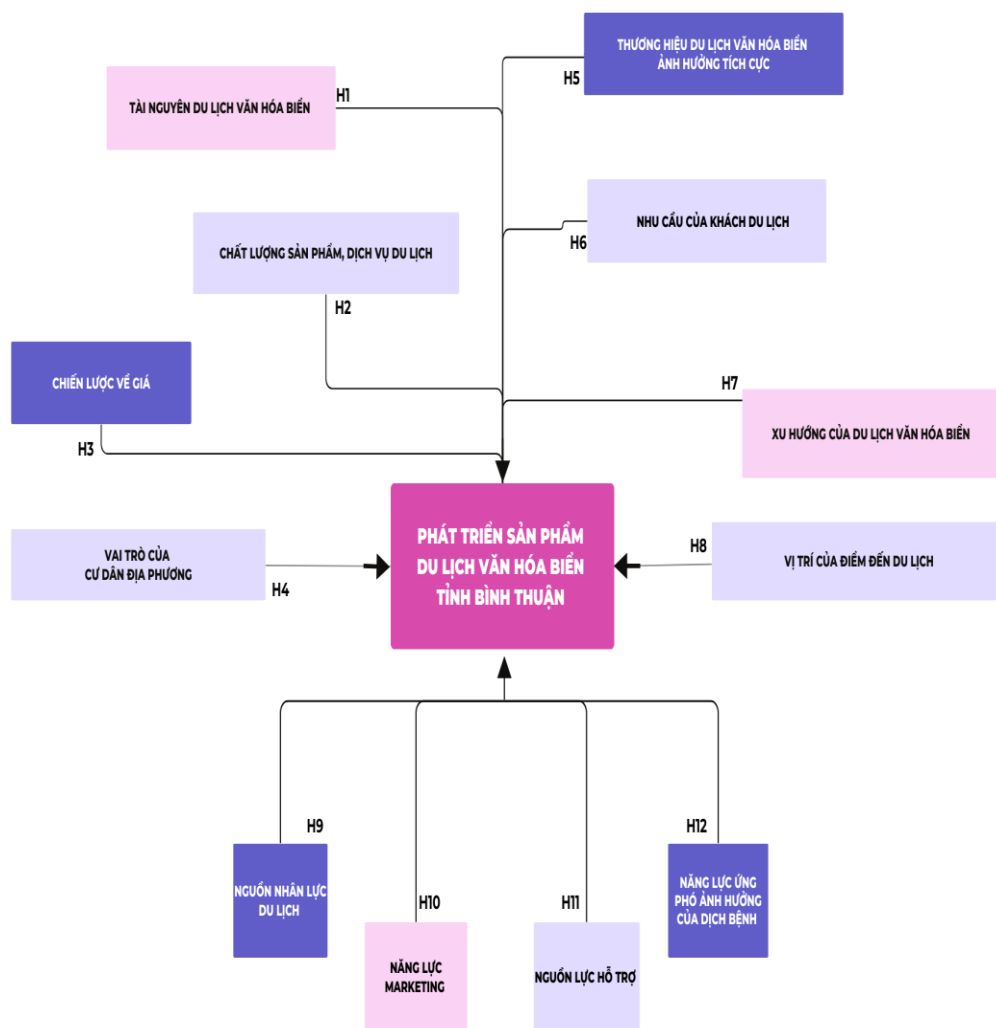 THƯƠNG HIỆU DU LỊCH VĂN HÓA BIỂN
ẢNH HƯỞNG TÍCH CỰC
H5
TÀI NGUYÊN DU LỊCH VĂN HÓA BIỂN
H1
NHU CẦU CỦA KHÁCH DU LỊCH
H6
CHẤT LƯỢNG SẢN PHẨM, DỊCH VỤ DU LỊCH
H2
CHIẾN LƯỢC VỀ GIÁ
H3
H7
XU HƯỚNG CỦA DU LỊCH VĂN HÓA BIỂN
PHÁT TRIỂN SẢN PHẨM
DU LỊCH VĂN HÓA BIỂN
TỈNH BÌNH THUẬN
VAI TRÒ CỦA
CƯ DÂN ĐỊA PHƯƠNG
H4
H8
VỊ TRÍ CỦA ĐIỂM ĐẾN DU LỊCH
H9
NGUỒN NHÂN LỰC
DU LỊCH
H10
NĂNG LỰC
MARKETING
H11
NGUỒN LỰC HỖ TRỢ
H12
NĂNG LỰC ỨNG
PHÓ ẢNH HƯỞNG
CỦA DỊCH BỆNH